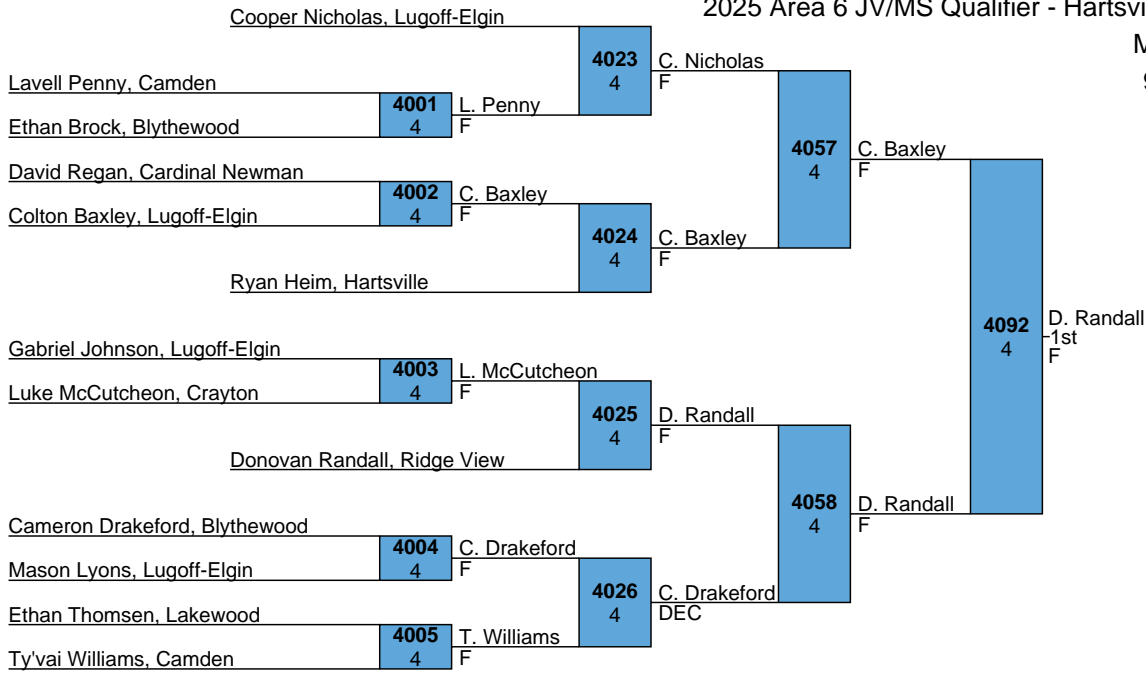 2025 Area 6 JV/MS Qualifier - Hartsvi
M
Cooper Nicholas, Lugoff-Elgin
4023
4
C. Nicholas
F
Lavell Penny, Camden
4001
4
L. Penny
F
Ethan Brock, Blythewood
4057
4
C. Baxley
F
David Regan, Cardinal Newman
4002
4
C. Baxley
F
Colton Baxley, Lugoff-Elgin
4024
4
C. Baxley
F
Ryan Heim, Hartsville
4092
4
D. Randall
1st
F
Gabriel Johnson, Lugoff-Elgin
4003
4
L. McCutcheon
F
Luke McCutcheon, Crayton
4025
4
D. Randall
F
Donovan Randall, Ridge View
4058
4
D. Randall
F
Cameron Drakeford, Blythewood
4004
4
C. Drakeford
F
Mason Lyons, Lugoff-Elgin
4026
4
C. Drakeford
DEC
Ethan Thomsen, Lakewood
4005
4
T. Williams
F
Ty'vai Williams, Camden